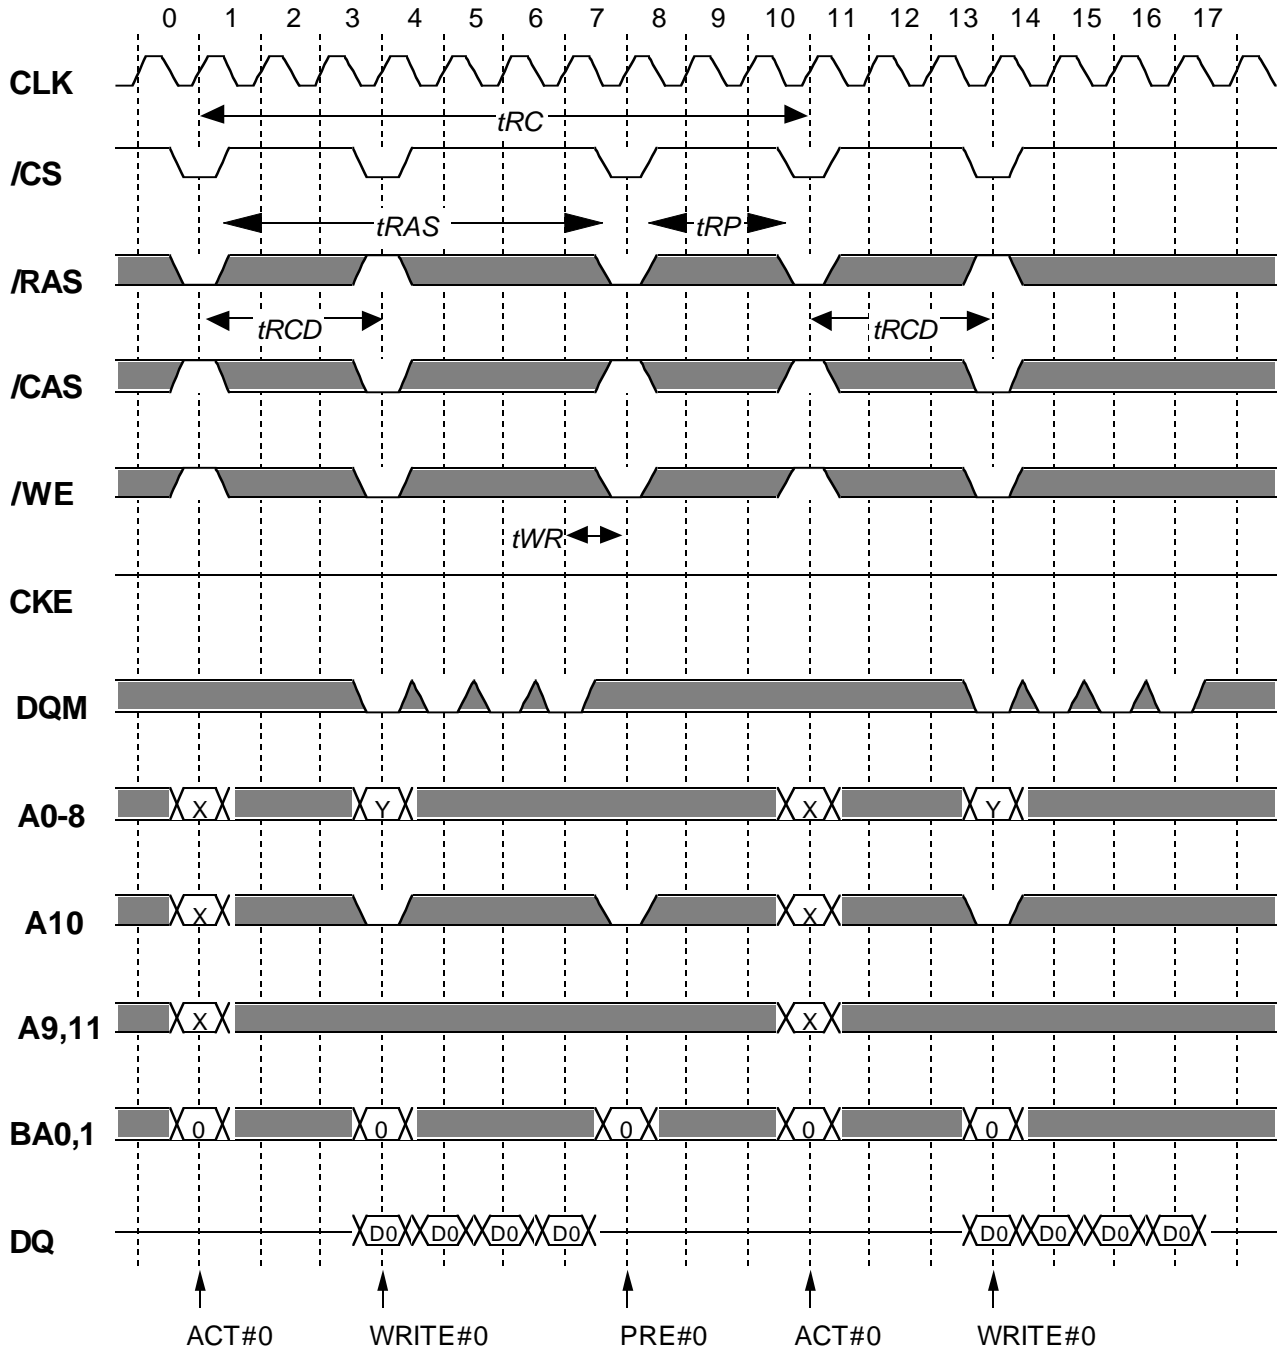 0 1 2 3 4 5 6 7 8 9 10 11 12 13 14 15 16 17
CLK
tRC
/CS
tRAS tRP
/RAS
tRCD tRCD
/CAS
/WE
tWR
CKE
DQM
A0-8 X Y X Y
A10 X X
A9,11 X X
BA0,1 0 0 0 0 0
DQ D0 D0 D0 D0 D0 D0 D0 D0
ACT#0 WRITE#0 PRE#0 ACT#0 WRITE#0